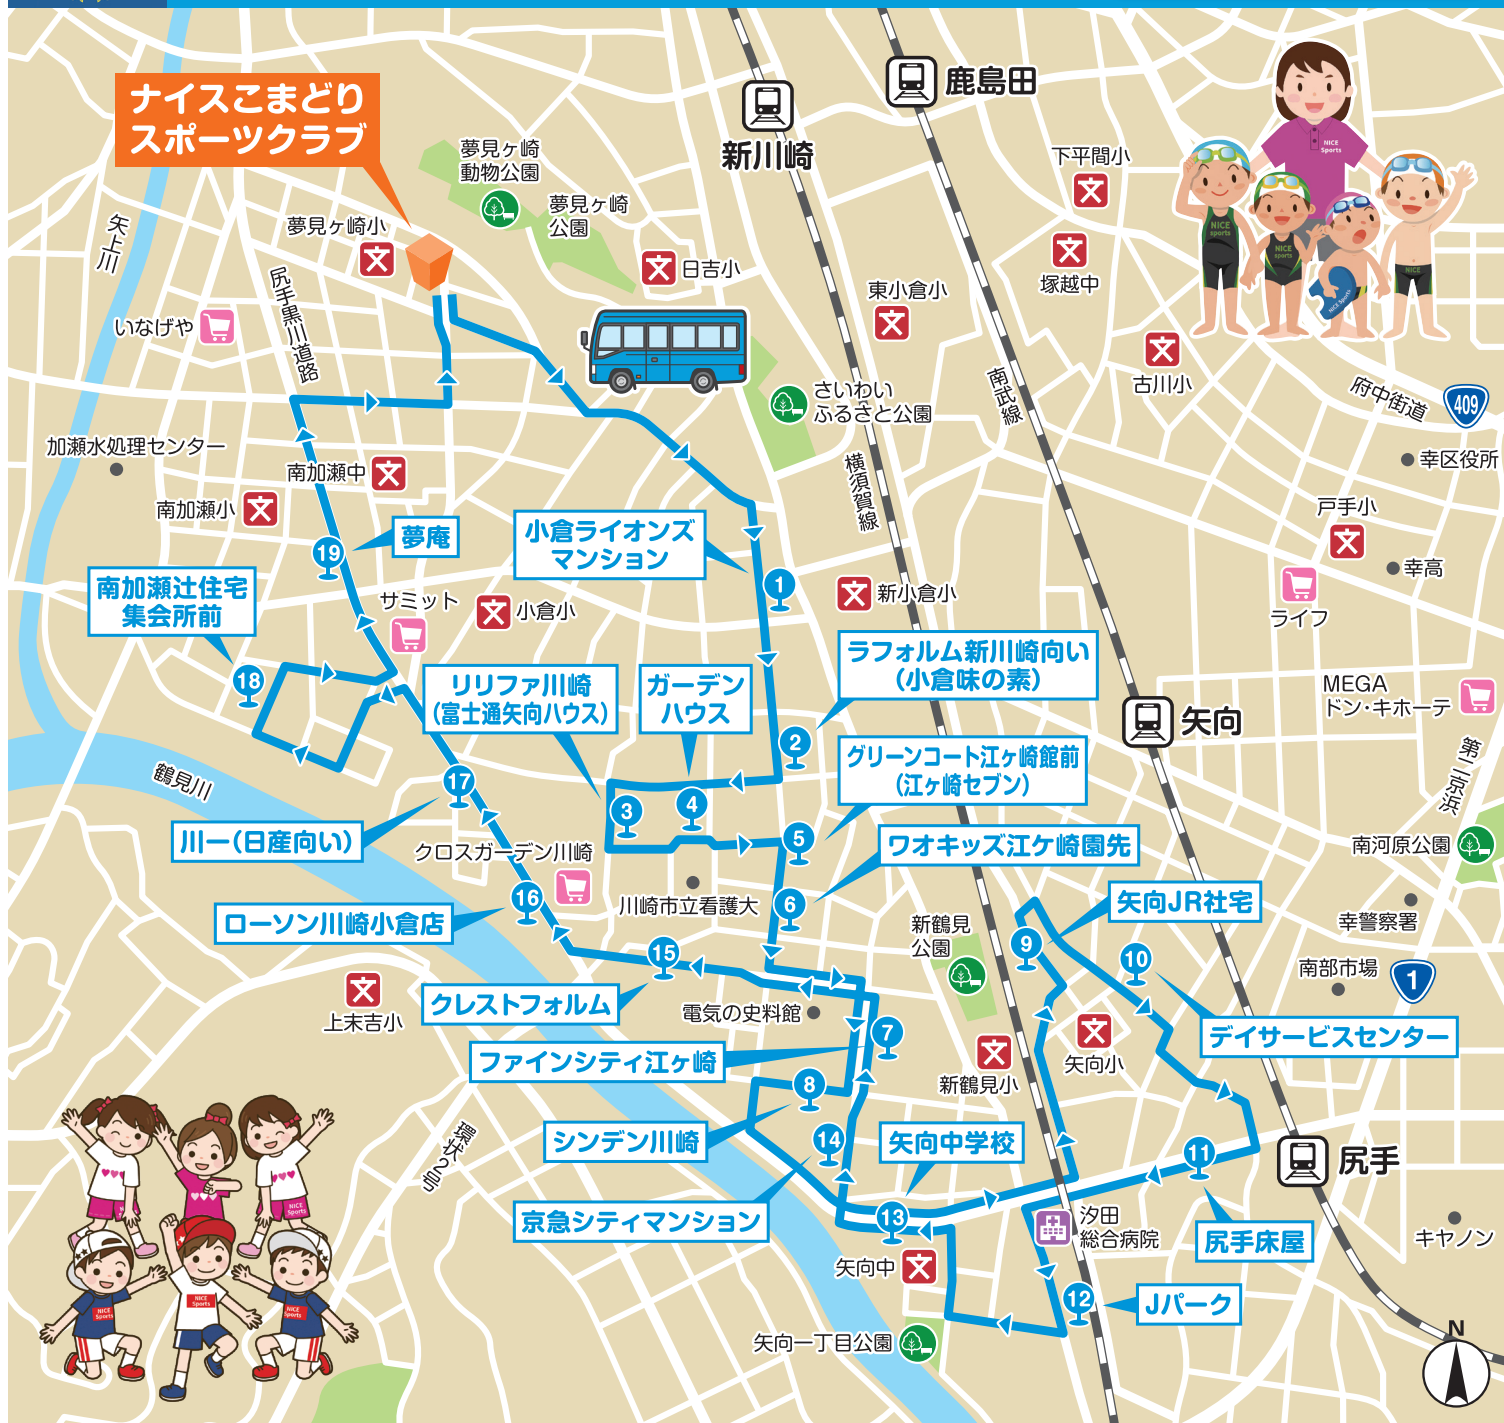 ナイスこまどり
スポーツクラブ
新川崎
鹿島田
夢見ヶ崎
動物公園
夢見ヶ崎
公園
下平間小
NICE
Sports
NICE
sports
NICE
sports
NICE Sports
NICE
矢上川
夢見ヶ崎小
尻手黒川道路
日吉小
東小倉小
塚越中
いなげや
古川小
さいわい
ふるさと公園
南武線
府中街道
409
加瀬水処理センター
南加瀬中
南加瀬小
横須賀線
幸区役所
戸手小
幸高
19
夢庵
小倉ライオンズ
マンション
1
南加瀬辻住宅
集会所前
サミット
小倉小
新小倉小
ライフ
18
リリファ川崎
(富士通矢向ハウス)
ガーデン
ハウス
ラフォルム新川崎向い
(小倉味の素)
2
矢向
MEGA
ドン・キホーテ
グリーンコート江ヶ崎館前
(江ヶ崎セブン)
第二京浜
鶴見川
17
3
4
5
川一(日産向い)
クロスガーデン川崎
ワオキッズ江ケ崎園先
南河原公園
16
川崎市立看護大
6
矢向JR社宅
ローソン川崎小倉店
新鶴見
公園
9
10
幸警察署
15
南部市場
1
上末吉小
クレストフォルム
電気の史料館
7
デイサービスセンター
ファインシティ江ヶ崎
新鶴見小
矢向小
8
環状2号
シンデン川崎
14
矢向中学校
11
尻手
京急シティマンション
13
汐田
総合病院
尻手床屋
キヤノン
矢向中
12
Jパーク
矢向一丁目公園
N
NICE
Sports
NICE
Sports
NICE
Sports
NICE
Sports